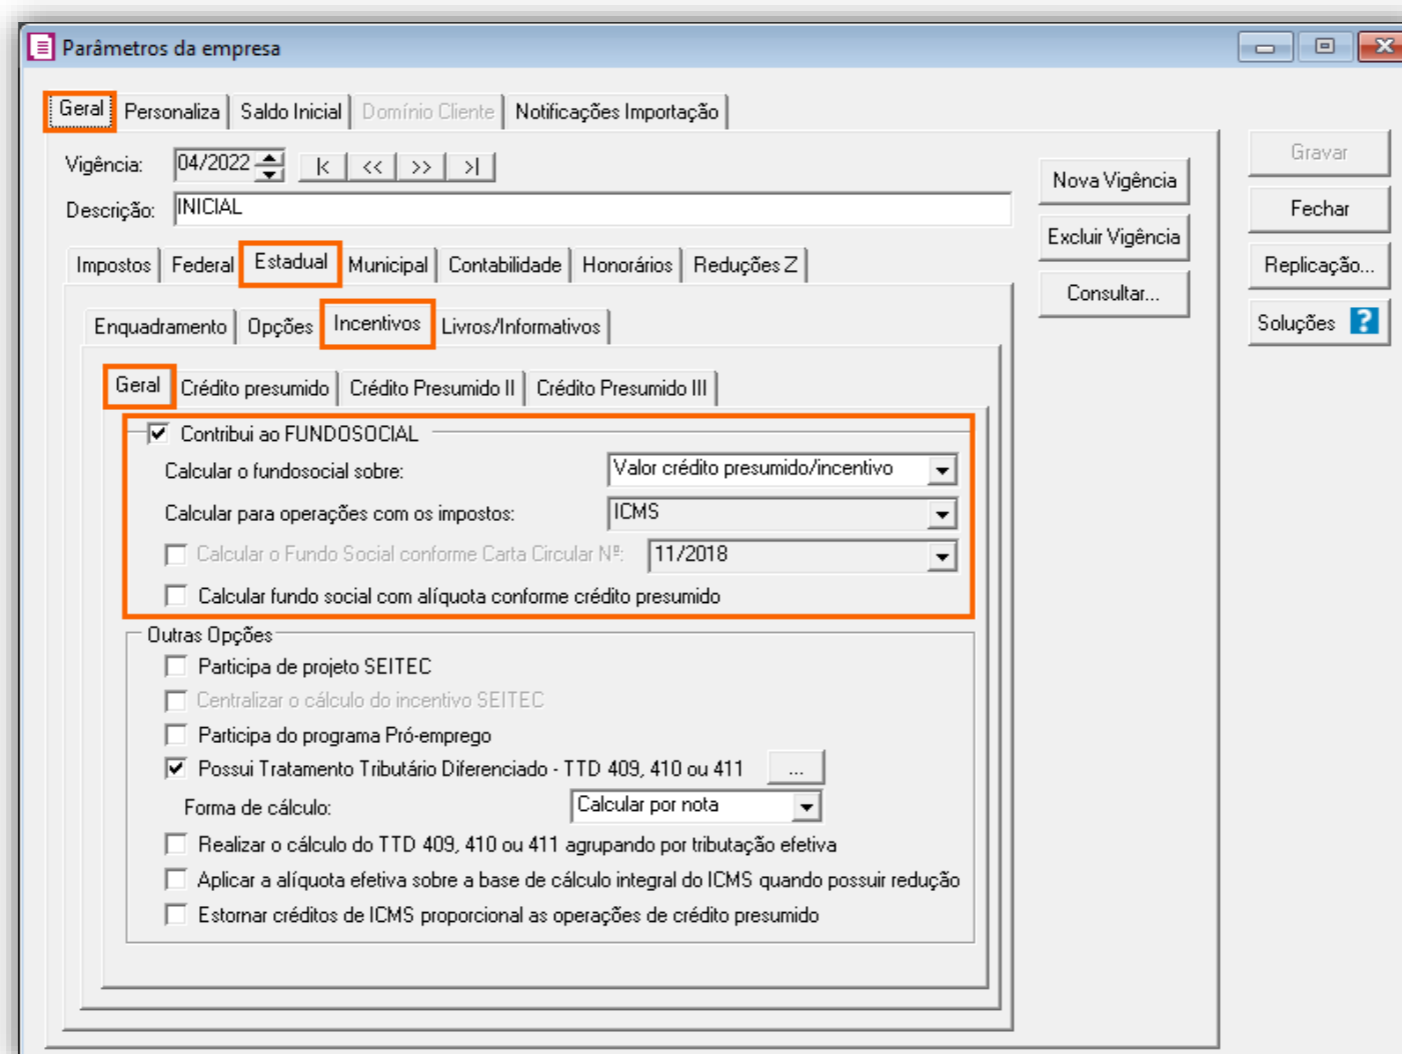 Parâmetros da empresa
Geral Personaliza Saldo Inicial Domínio Cliente Notificações Importação
Vigência: 04/2022 |< << >> >|
Descrição: INICIAL
Nova Vigência
Excluir Vigência
Consultar...
Gravar
Fechar
Replicação...
Soluções ?
Impostos Federal Estadual Municipal Contabilidade Honorários Reduções Z
Enquadramento Opções Incentivos Livros/Informativos
Geral Crédito presumido Crédito Presumido II Crédito Presumido III
Contribui ao FUNDOSOCIAL
Calcular o fundosocial sobre: Valor crédito presumido/incentivo
Calcular para operações com os impostos: ICMS
Calcular o Fundo Social conforme Carta Circular Nº: 11/2018
Calcular fundo social com alíquota conforme crédito presumido
Outras Opções
Participa de projeto SEITEC
Centralizar o cálculo do incentivo SEITEC
Participa do programa Pró-emprego
Possui Tratamento Tributário Diferenciado - TTD 409, 410 ou 411 ...
Forma de cálculo: Calcular por nota
Realizar o cálculo do TTD 409, 410 ou 411 agrupando por tributação efetiva
Aplicar a alíquota efetiva sobre a base de cálculo integral do ICMS quando possuir redução
Estornar créditos de ICMS proporcional as operações de crédito presumido